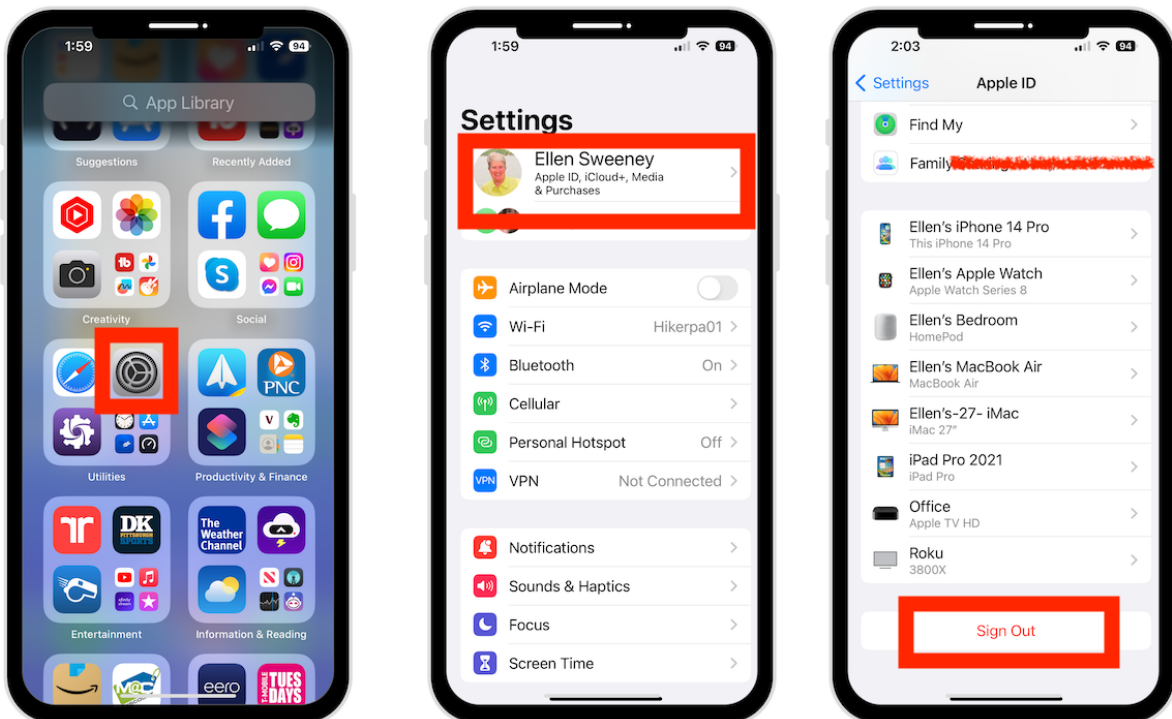 1:59
94
App Library
Suggestions
Recently Added
Creativity
Social
PNC
Utilities
Productivity & Finance
DK
PITTSBURGH
SPORTS
The
Weather
Channel
Entertainment
Information & Reading
M@C
eero
T-MOBILE
TUES
DAYS
1:59
94
Settings
Ellen Sweeney
Apple ID, iCloud+, Media
& Purchases
Airplane Mode
Wi-Fi Hikerpa01
Bluetooth On
Cellular
Personal Hotspot Off
VPN VPN Not Connected
Notifications
Sounds & Haptics
Focus
Screen Time
2:03
94
Settings Apple ID
Find My
Family
Ellen's iPhone 14 Pro
This iPhone 14 Pro
Ellen's Apple Watch
Apple Watch Series 8
Ellen's Bedroom
HomePod
Ellen's MacBook Air
MacBook Air
Ellen's-27- iMac
iMac 27"
iPad Pro 2021
iPad Pro
Office
Apple TV HD
Roku
3800X
Sign Out